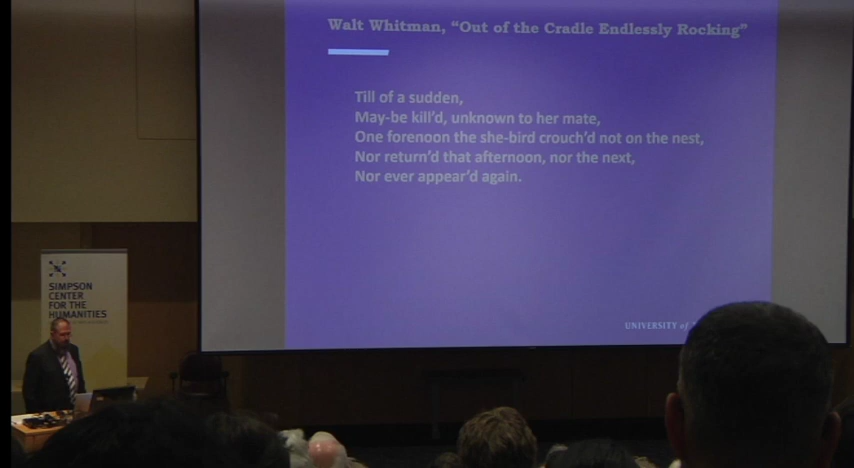 Walt Whitman, “Out of the Cradle Endlessly Rocking”
Till of a sudden,
May-be kill’d, unknown to her mate,
One forenoon the she-bird crouch’d not on the nest,
Nor return’d that afternoon, nor the next,
Nor ever appear’d again.
UNIVERSITY of
SIMPSON
CENTER
FOR THE
HUMANITIES